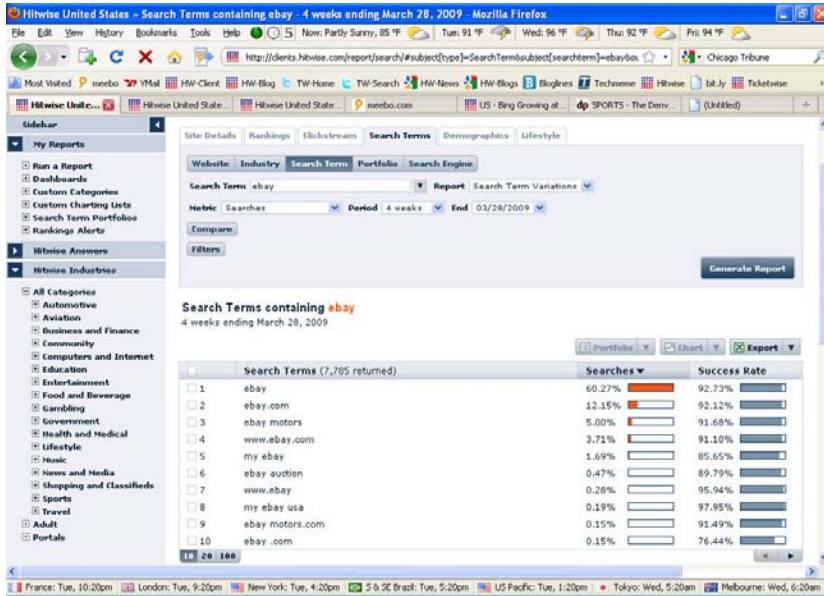 Hitwise United States - Search Terms containing ebay - 4 weeks ending March 28, 2009 - Mozilla Firefox
File Edit View History Bookmarks Tools Help 5 Now: Partly Sunny, 85 °F Tue: 91 °F Wed: 96 °F Thu: 92 °F Fri: 94 °F
http://clients.hitwise.com/report/search/#subject[type]=SearchTerm&subject[searchterm]=ebay&ou Chicago Tribune
Most Visited meebo YMail HW-Client HW-Blog TW-Home TW-Search HW-News HW-Blogs Bloglines Techmeme Hitwise bit.ly Ticketwise
Hitwise Unite... Hitwise United State... Hitwise United State... meebo.com US - Bing Growing at... SPORTS - The Denv... (Untitled)
Sidebar
My Reports
Run a Report
Dashboards
Custom Categories
Custom Charting Lists
Search Term Portfolios
Rankings Alerts
Hitwise Answers
Hitwise Industries
All Categories
Automotive
Aviation
Business and Finance
Community
Computers and Internet
Education
Entertainment
Food and Beverage
Gambling
Government
Health and Medical
Lifestyle
Music
News and Media
Shopping and Classifieds
Sports
Travel
Adult
Portals
Site Details Rankings Clickstream Search Terms Demographics Lifestyle
Website Industry Search Term Portfolio Search Engine
Search Term ebay Report Search Term Variations
Metric Searches Period 4 weeks End 03/28/2009
Compare
Filters
Generate Report
Search Terms containing ebay
4 weeks ending March 28, 2009
Portfolio Chart Export
Search Terms (7,785 returned) Searches Success Rate
1 ebay 60.27% 92.73%
2 ebay.com 12.15% 92.12%
3 ebay motors 5.00% 91.68%
4 www.ebay.com 3.71% 91.10%
5 my ebay 1.69% 85.65%
6 ebay auction 0.47% 89.79%
7 www.ebay 0.28% 95.94%
8 my ebay usa 0.19% 97.95%
9 ebay motors.com 0.15% 91.49%
10 ebay .com 0.15% 76.44%
10 20 100
France: Tue, 10:20pm London: Tue, 9:20pm New York: Tue, 4:20pm S & SE Brazil: Tue, 5:20pm US Pacific: Tue, 1:20pm Tokyo: Wed, 5:20am Melbourne: Wed, 6:20am